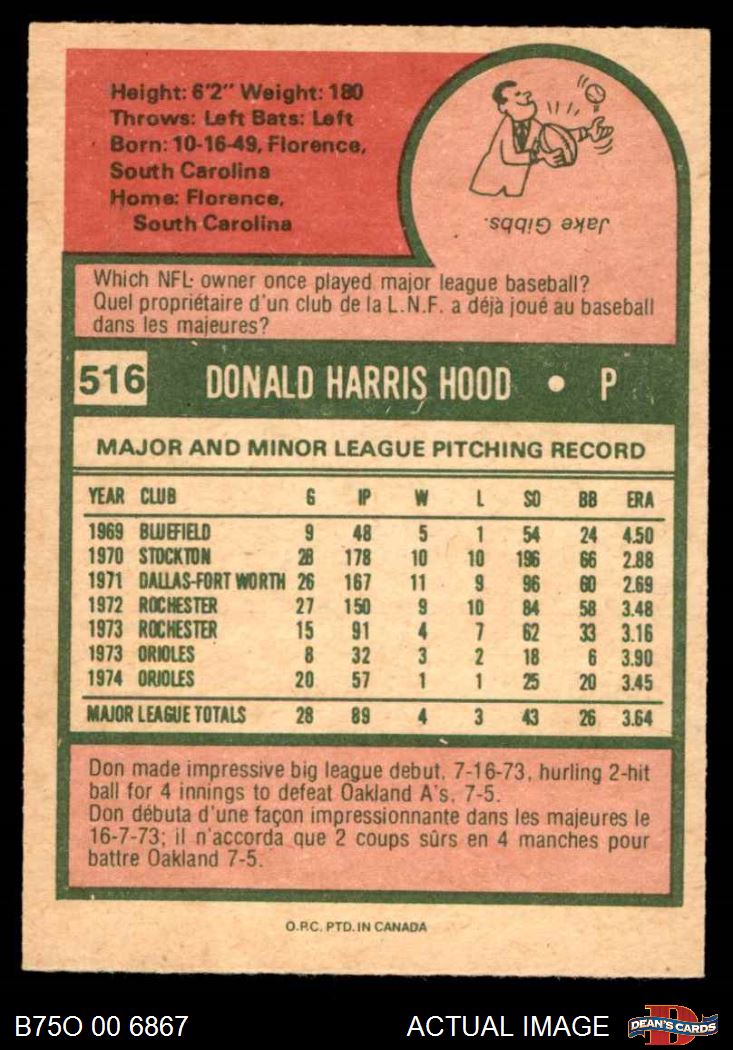 Height: 6'2" Weight: 180
Throws: Left Bats: Left
Born: 10-16-49, Florence,
South Carolina
Home: Florence,
South Carolina
Jake Gibbs.
Which NFL owner once played major league baseball?
Quel propriétaire d'un club de la L.N.F. a déjà joué au baseball
dans les majeures?
516 DONALD HARRIS HOOD • P
MAJOR AND MINOR LEAGUE PITCHING RECORD
YEAR CLUB G IP W L SO BB ERA
1969 BLUEFIELD 9 48 5 1 54 24 4.50
1970 STOCKTON 28 178 10 10 196 66 2.88
1971 DALLAS-FORT WORTH 26 167 11 9 96 60 2.69
1972 ROCHESTER 27 150 9 10 84 58 3.48
1973 ROCHESTER 15 91 4 7 62 33 3.16
1973 ORIOLES 8 32 3 2 18 6 3.90
1974 ORIOLES 20 57 1 1 25 20 3.45
MAJOR LEAGUE TOTALS 28 89 4 3 43 26 3.64
Don made impressive big league debut, 7-16-73, hurling 2-hit
ball for 4 innings to defeat Oakland A's, 7-5.
Don débuta d'une façon impressionnante dans les majeures le
16-7-73; il n'accorda que 2 coups sûrs en 4 manches pour
battre Oakland 7-5.
O.P.C. PTD. IN CANADA
B75O 00 6867 ACTUAL IMAGE DEAN'S CARDS